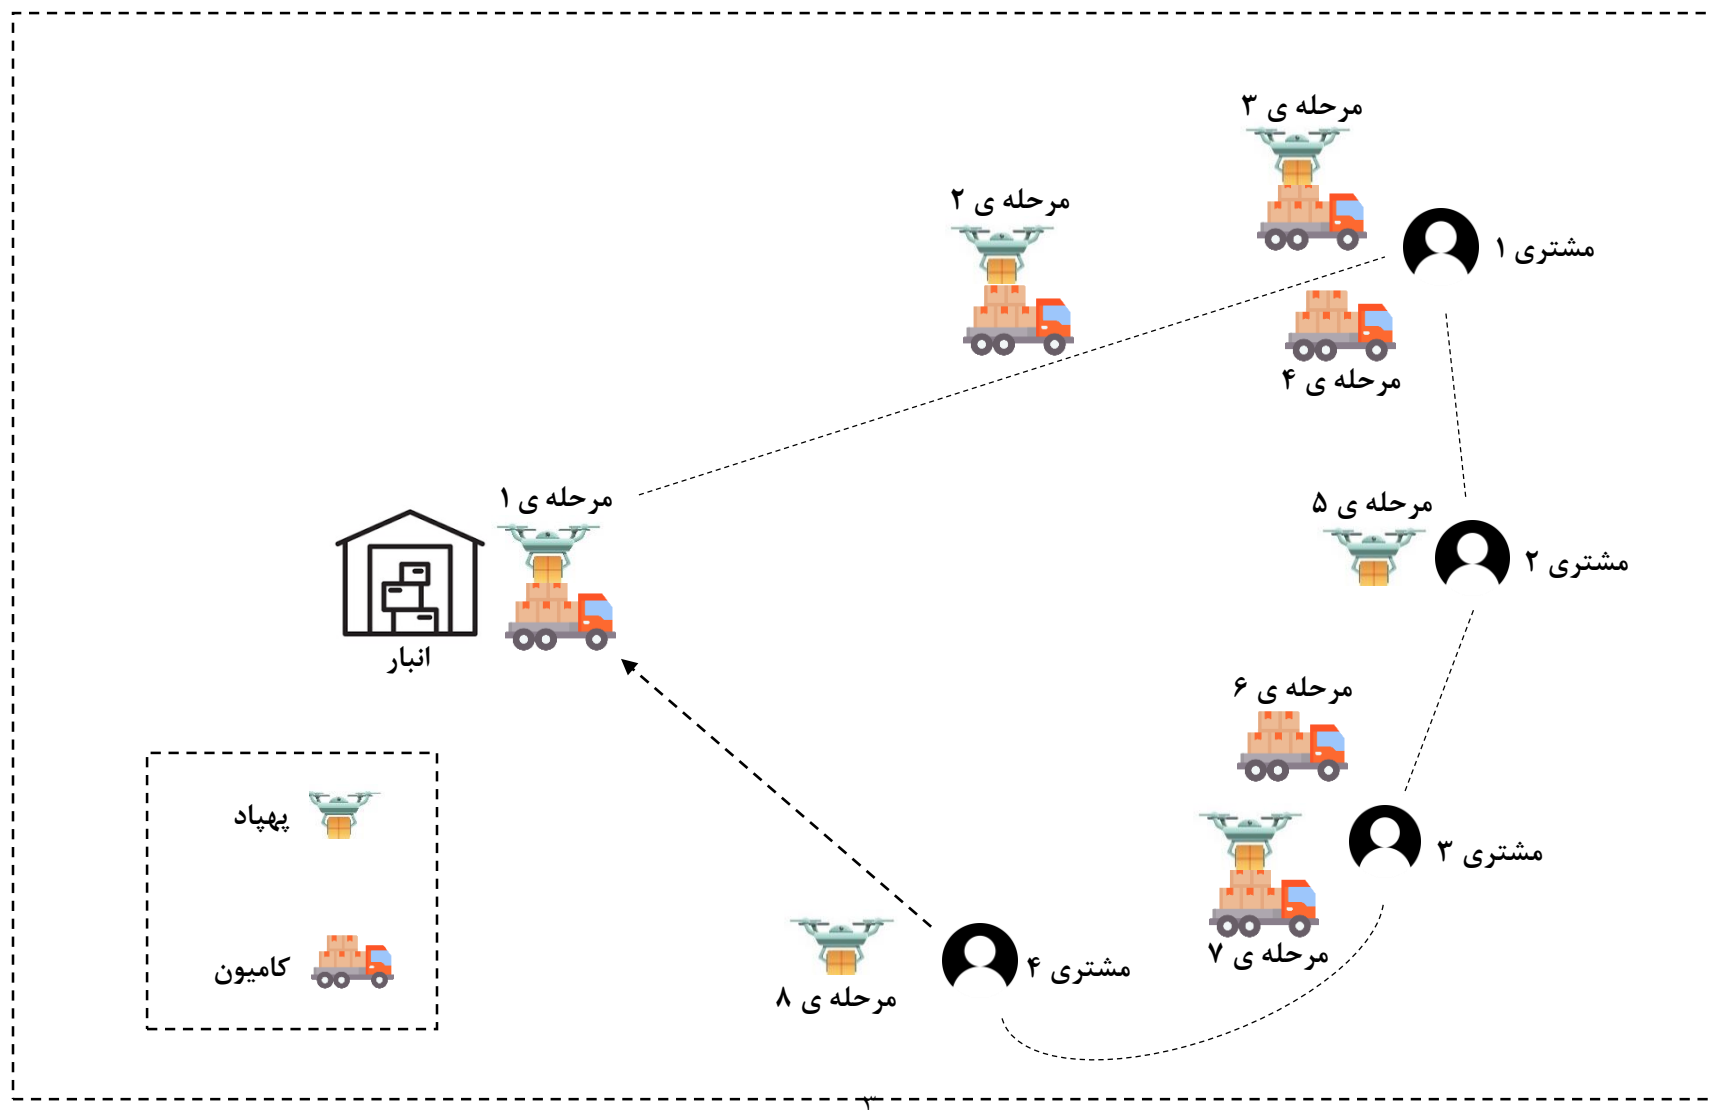 مرحله ی ۳
مرحله ی ۲
مشتری ۱
مرحله ی ۴
مرحله ی ۱
مرحله ی ۵
مشتری ۲
انبار
مرحله ی ۶
پهپاد
مشتری ۳
مرحله ی ۷
کامیون
مشتری ۴
مرحله ی ۸
۳